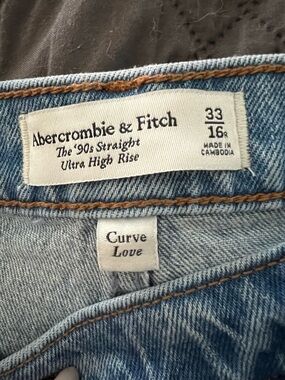 Abercrombie & Fitch
The '90s Straight
Ultra High Rise
33
16R
MADE IN
CAMBODIA
Curve
Love